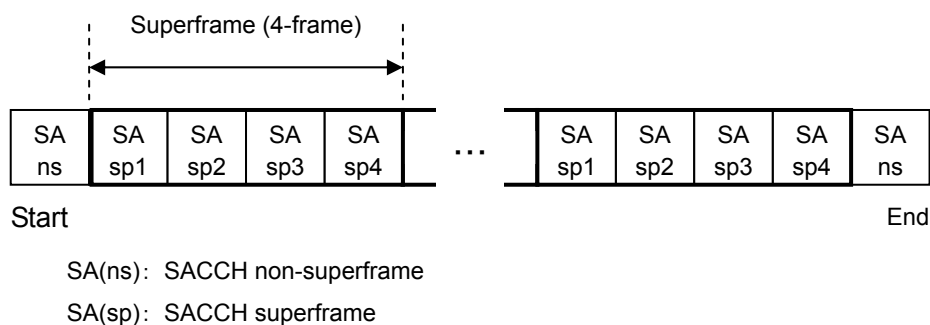 Superframe (4-frame)
SA SA SA SA SA ... SA SA SA SA SA
ns sp1 sp2 sp3 sp4 sp1 sp2 sp3 sp4 ns
Start End
SA(ns): SACCH non-superframe
SA(sp): SACCH superframe